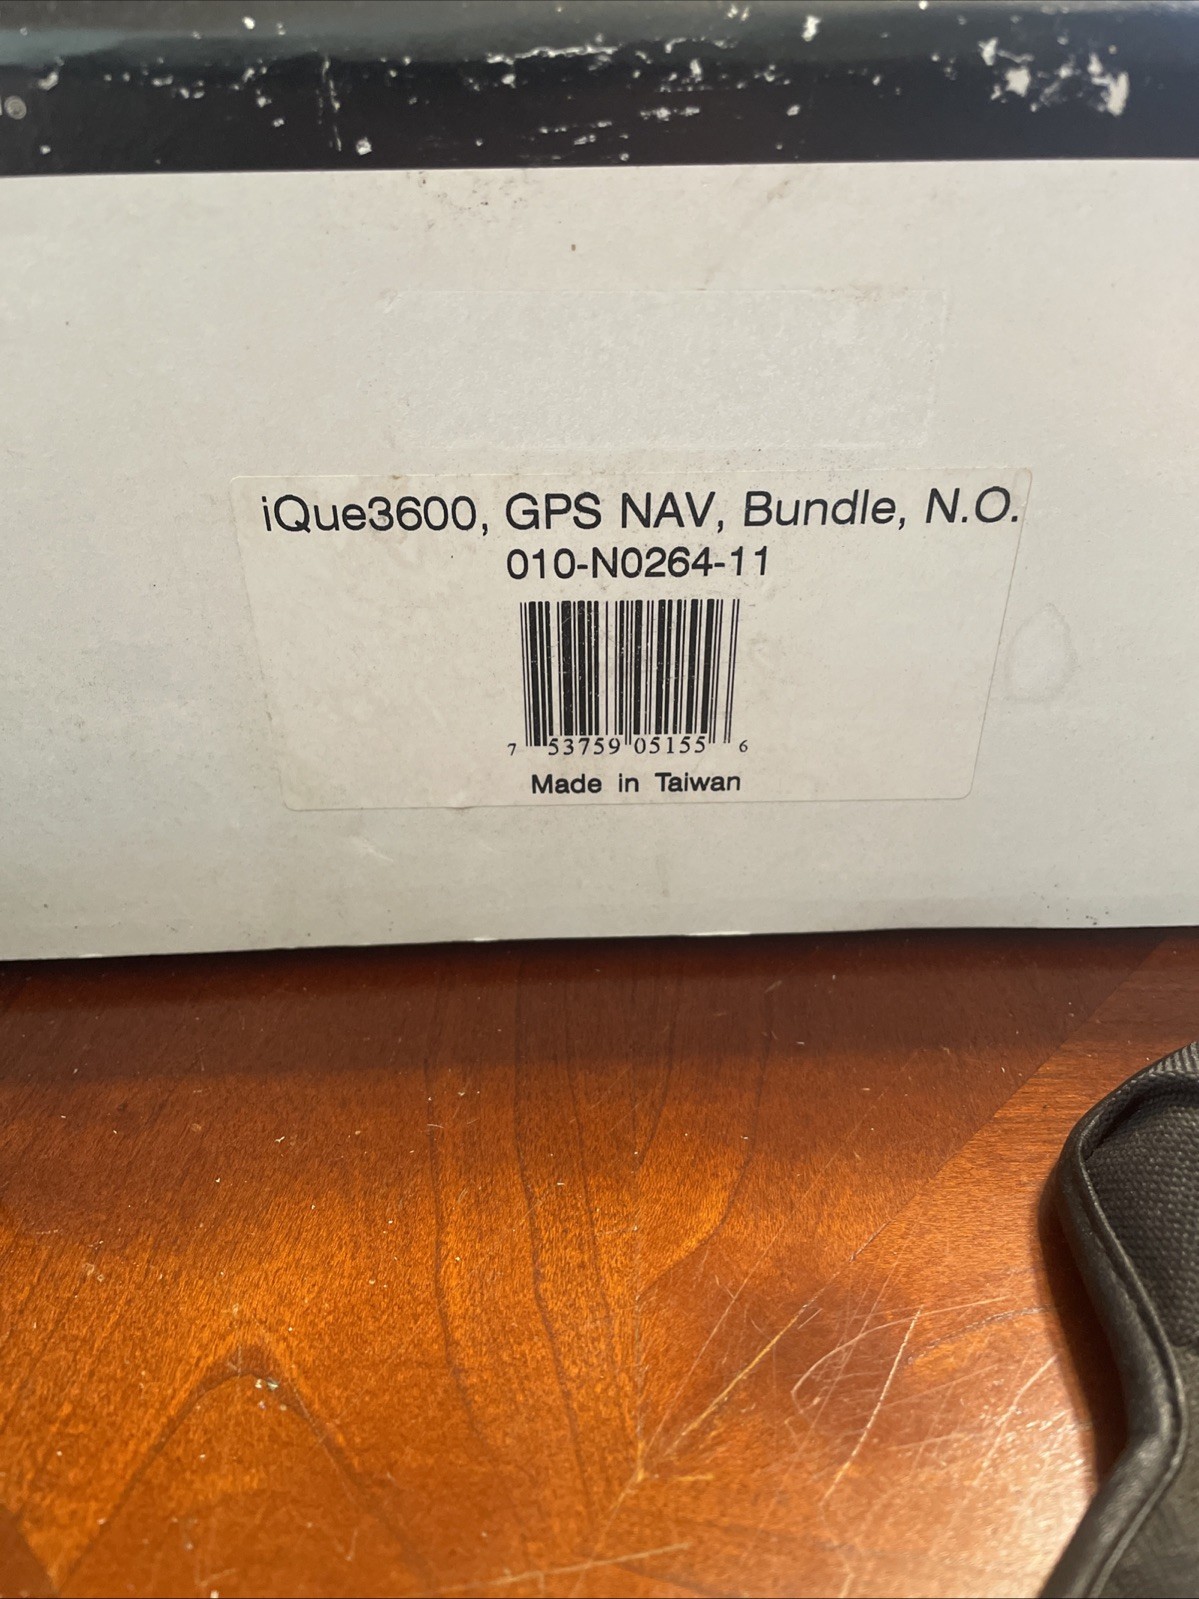 iQue3600, GPS NAV, Bundle, N.O.
010-N0264-11
7 53759 05155 6
Made in Taiwan